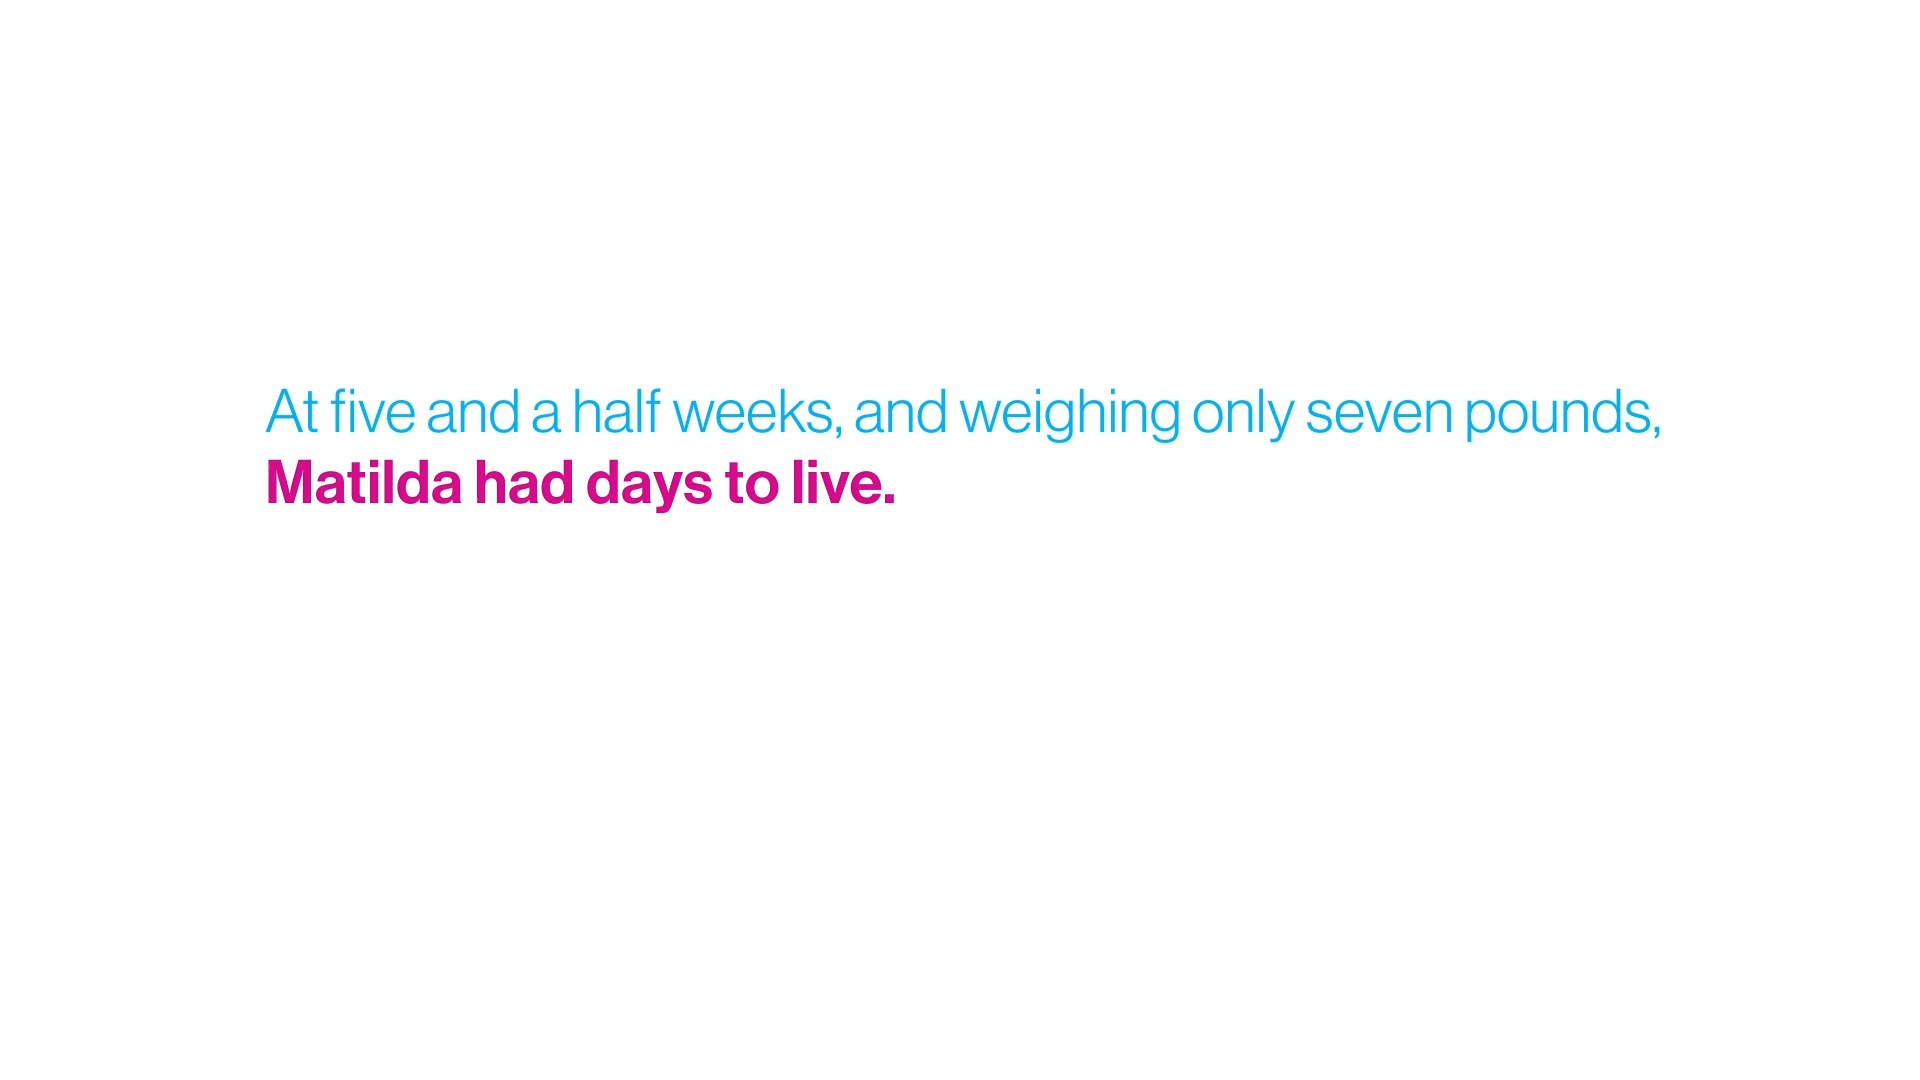 At five and a half weeks, and weighing only seven pounds,
Matilda had days to live.